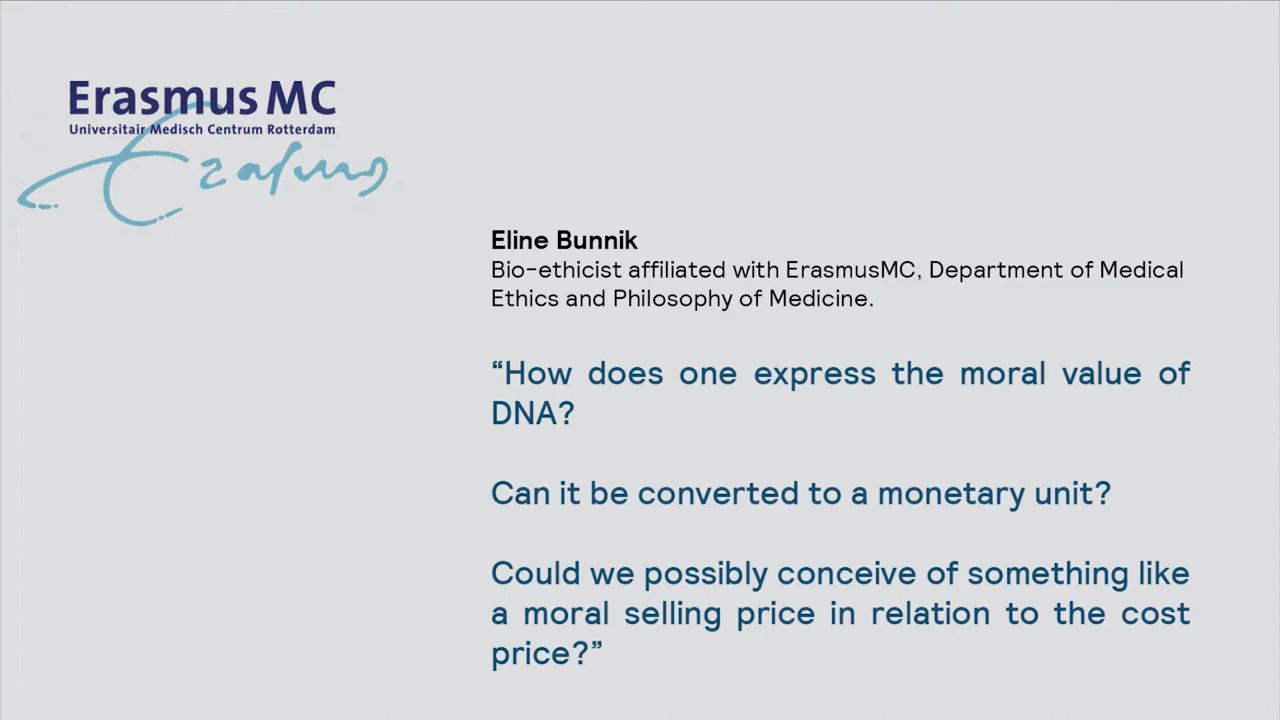 Erasmus MC
Universitair Medisch Centrum Rotterdam
Erasmus
Eline Bunnik
Bio-ethicist affiliated with ErasmusMC, Department of Medical
Ethics and Philosophy of Medicine.
“How does one express the moral value of
DNA?
Can it be converted to a monetary unit?
Could we possibly conceive of something like
a moral selling price in relation to the cost
price?”